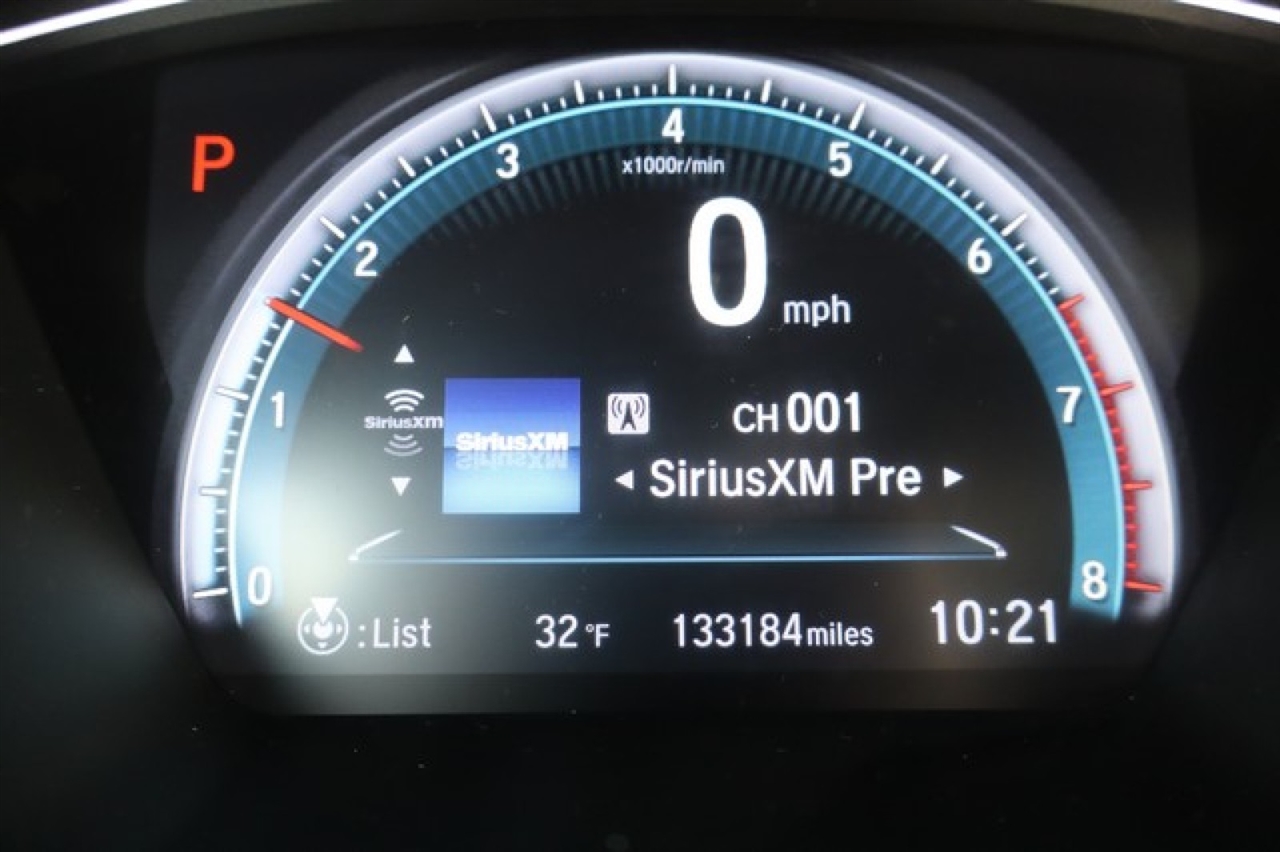 P
4
3
5
x1000r/min
2
6
0 mph
1
7
SiriusXM
SiriusXM
CH 001
SiriusXM Pre
0
8
:List
32 °F
133184 miles
10:21